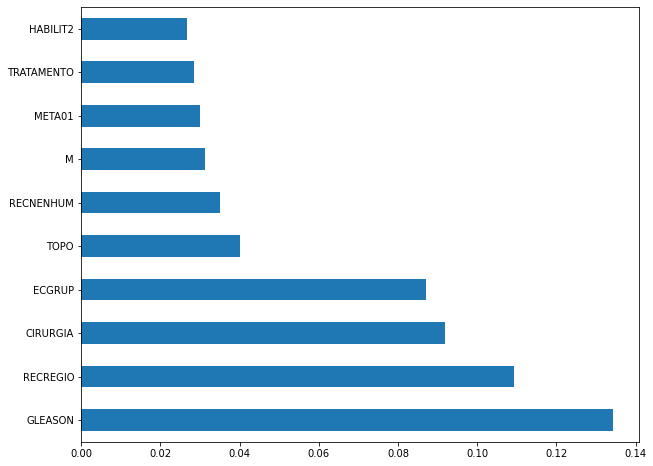 HABILIT2
TRATAMENTO
META01
M
RECNENHUM
TOPO
ECGRUP
CIRURGIA
RECREGIO
GLEASON
0.00 0.02 0.04 0.06 0.08 0.10 0.12 0.14